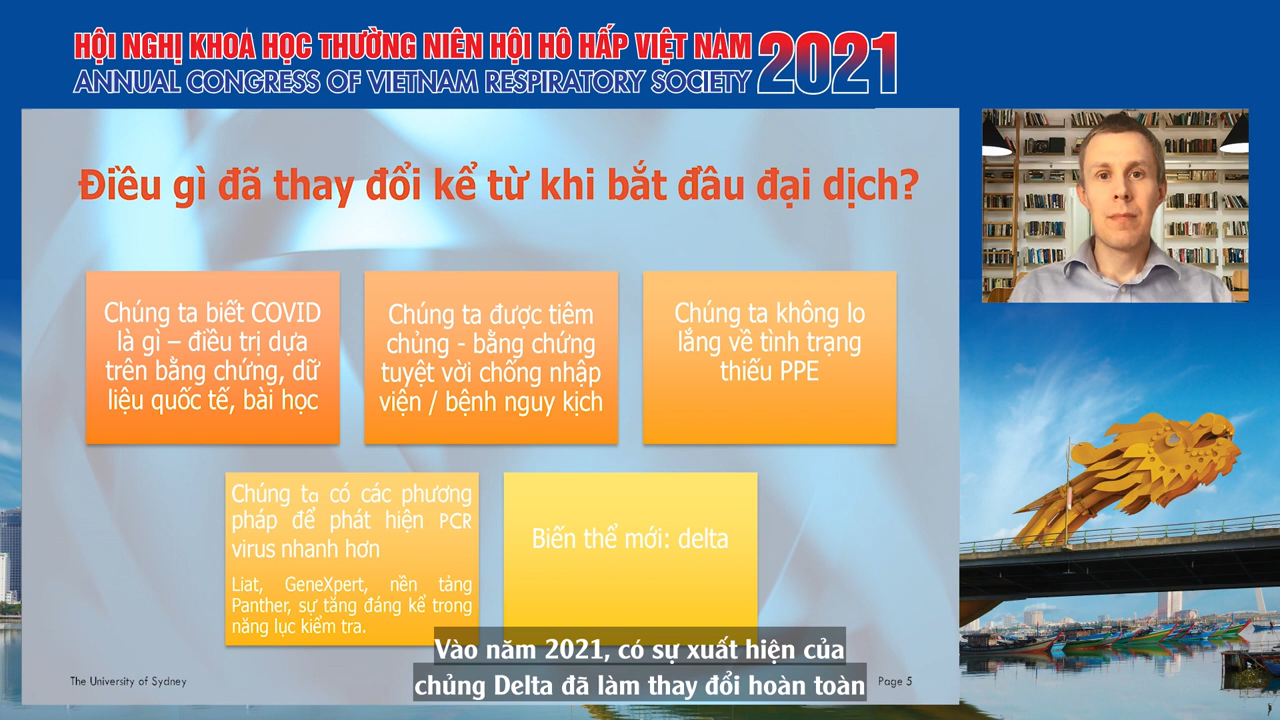 HỘI NGHỊ KHOA HỌC THƯỜNG NIÊN HỘI HÔ HẤP VIỆT NAM 2021
ANNUAL CONGRESS OF VIETNAM RESPIRATORY SOCIETY
Điều gì đã thay đổi kể từ khi bắt đầu đại dịch?
Chúng ta biết COVID
là gì – điều trị dựa
trên bằng chứng, dữ
liệu quốc tế, bài học
Chúng ta được tiêm
chủng - bằng chứng
tuyệt vời chống nhập
viện / bệnh nguy kịch
Chúng ta không lo
lắng về tình trạng
thiếu PPE
Chúng ta có các phương
pháp để phát hiện PCR
virus nhanh hơn
Liat, GeneXpert, nền tảng
Panther, sự tăng đáng kể trong
năng lục kiểm tra.
Biến thể mới: delta
Vào năm 2021, có sự xuất hiện của
chủng Delta đã làm thay đổi hoàn toàn
The University of Sydney
Page 5